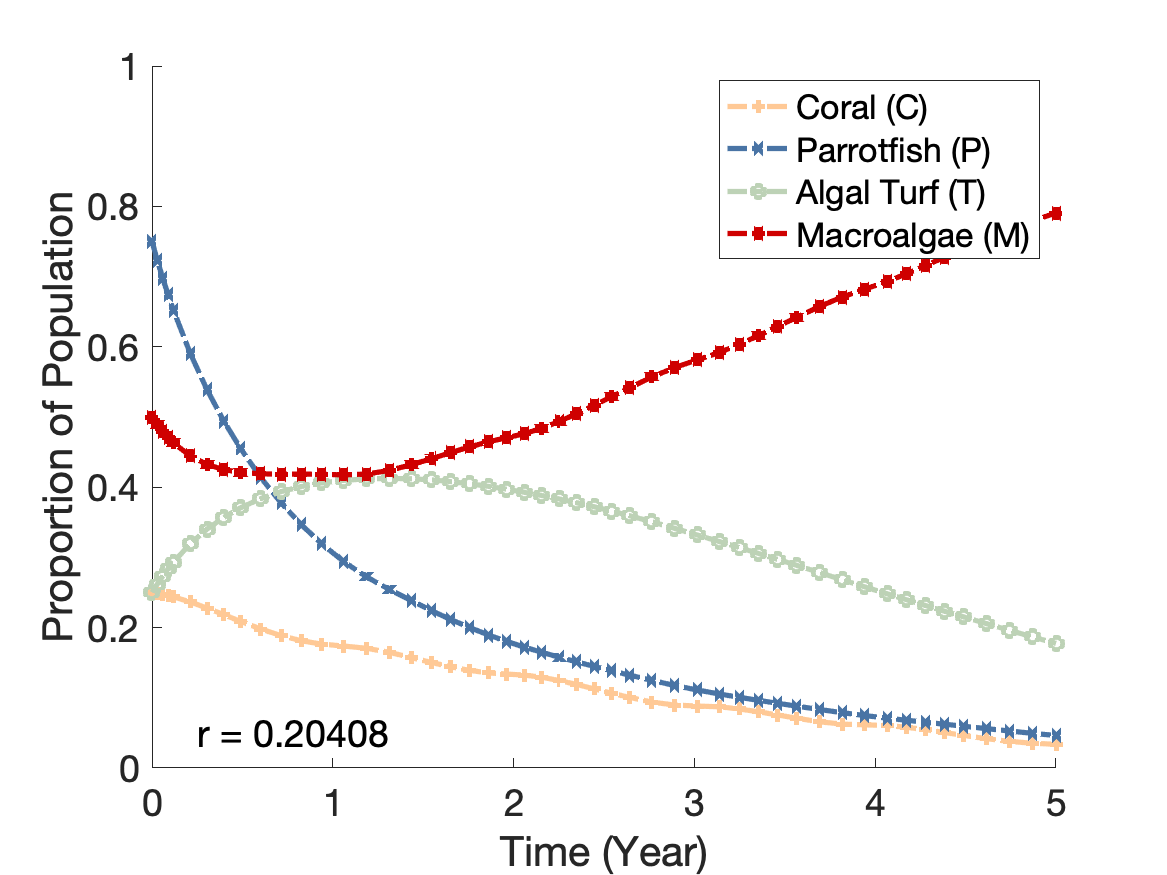 1
0.8
0.6
0.4
0.2
0
Proportion of Population
Coral (C)
Parrotfish (P)
Algal Turf (T)
Macroalgae (M)
r = 0.20408
0 1 2 3 4 5
Time (Year)